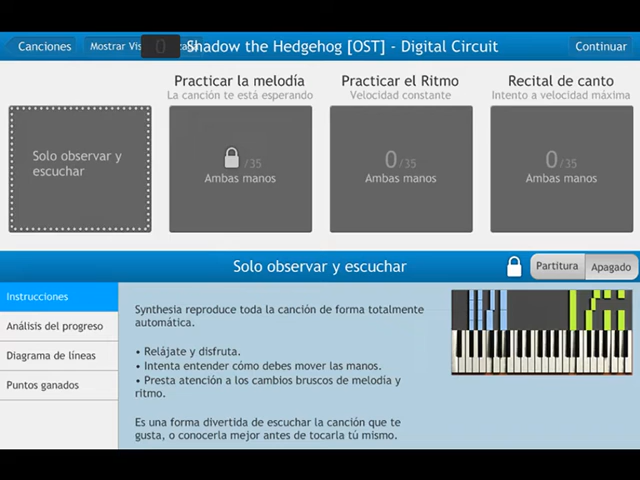 Canciones
Mostrar Vis
0
Shadow the Hedgehog [OST] - Digital Circuit
Continuar
Practicar la melodía
La canción te está esperando
Practicar el Ritmo
Velocidad constante
Recital de canto
Intento a velocidad máxima
Solo observar y
escuchar
/35
Ambas manos
0/35
Ambas manos
0/35
Ambas manos
Solo observar y escuchar
Partitura
Apagado
Instrucciones
Análisis del progreso
Diagrama de líneas
Puntos ganados
Synthesia reproduce toda la canción de forma totalmente
automática.
• Relájate y disfruta.
• Intenta entender cómo debes mover las manos.
• Presta atención a los cambios bruscos de melodía y
ritmo.
Es una forma divertida de escuchar la canción que te
gusta, o conocerla mejor antes de tocarla tú mismo.